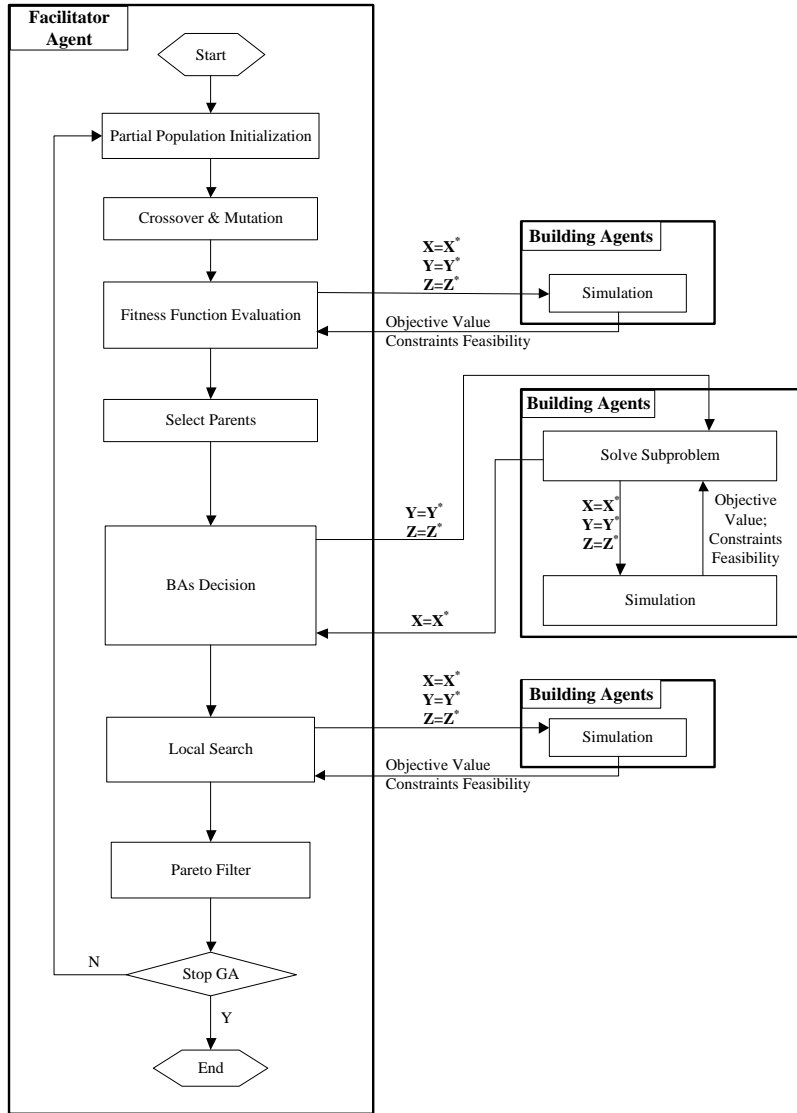 Facilitator
Agent
Start
Partial Population Initialization
Crossover & Mutation
X=X*
Y=Y*
Z=Z*
Building Agents
Simulation
Fitness Function Evaluation
Objective Value
Constraints Feasibility
Select Parents
Building Agents
Solve Subproblem
Y=Y*
Z=Z*
X=X*
Y=Y*
Z=Z*
Objective
Value;
Constraints
Feasibility
BAs Decision
Simulation
X=X*
X=X*
Y=Y*
Z=Z*
Building Agents
Simulation
Local Search
Objective Value
Constraints Feasibility
Pareto Filter
N
Stop GA
Y
End